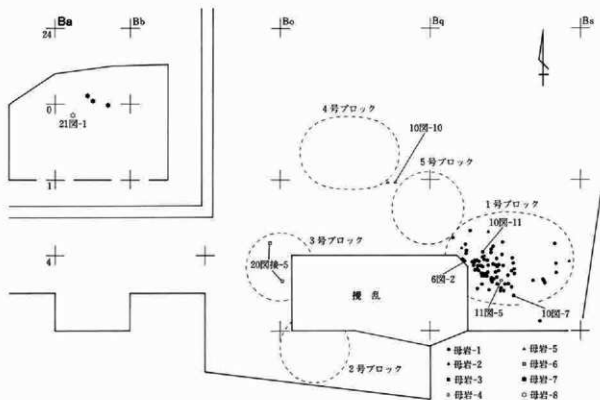 24
Ba
Bb
Bo
Bq
Bs
0
21図-1
4号ブロック
10図-10
5号ブロック
1
1号ブロック
10図-11
3号ブロック
4
20図接-5
6図-2
攪乱
11図-5
10図-7
2号ブロック
母岩-1
母岩-2
母岩-3
母岩-4
母岩-5
母岩-6
母岩-7
母岩-8